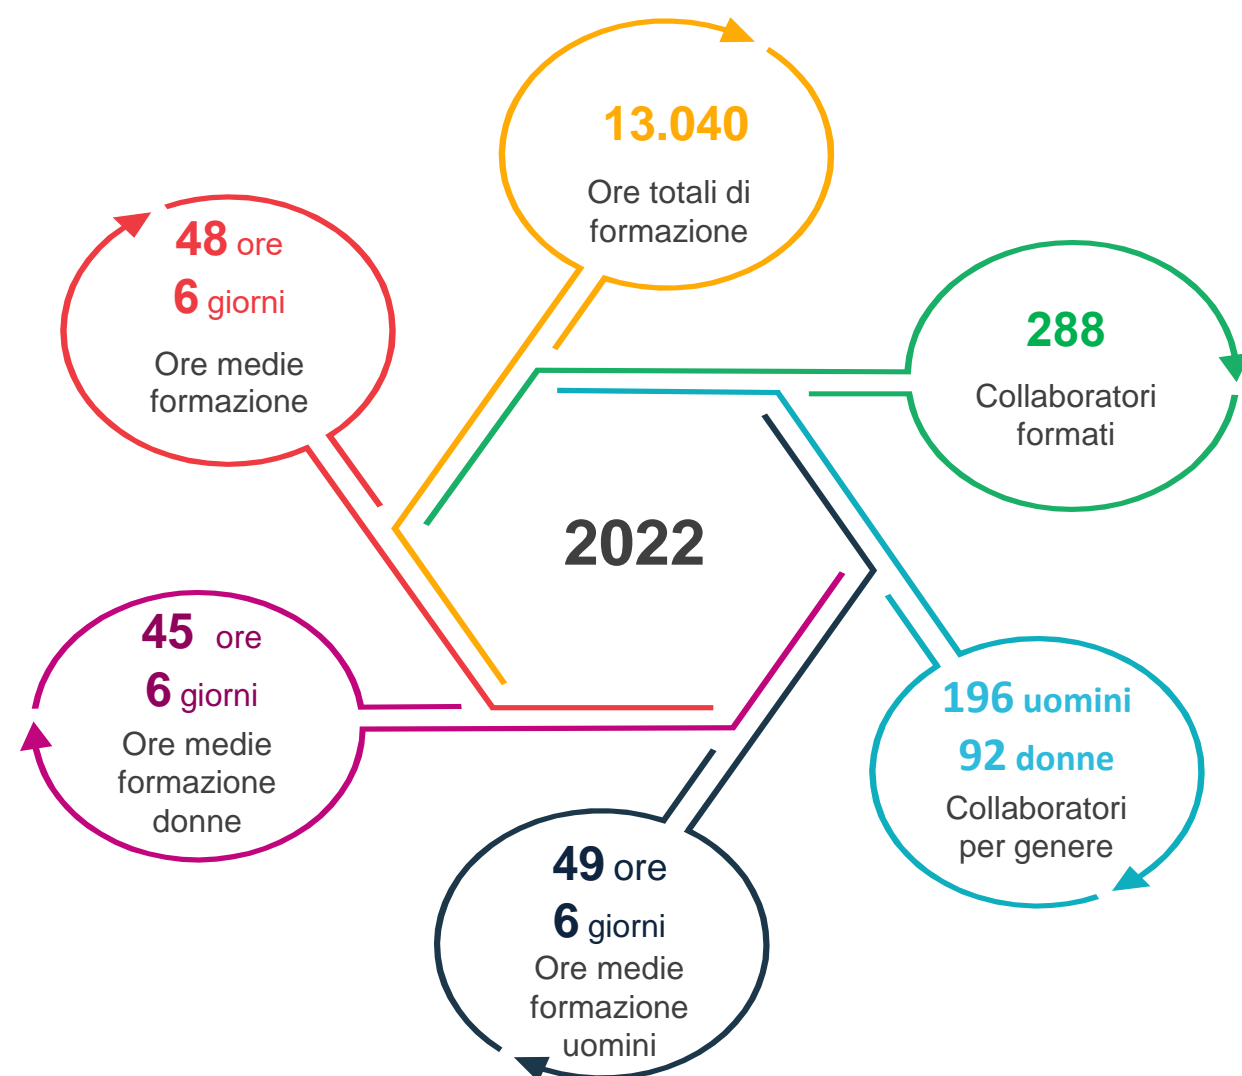 13.040
Ore totali di
formazione
48 ore
6 giorni
Ore medie
formazione
288
Collaboratori
formati
2022
45 ore
6 giorni
Ore medie
formazione
donne
196 uomini
92 donne
Collaboratori
per genere
49 ore
6 giorni
Ore medie
formazione
uomini